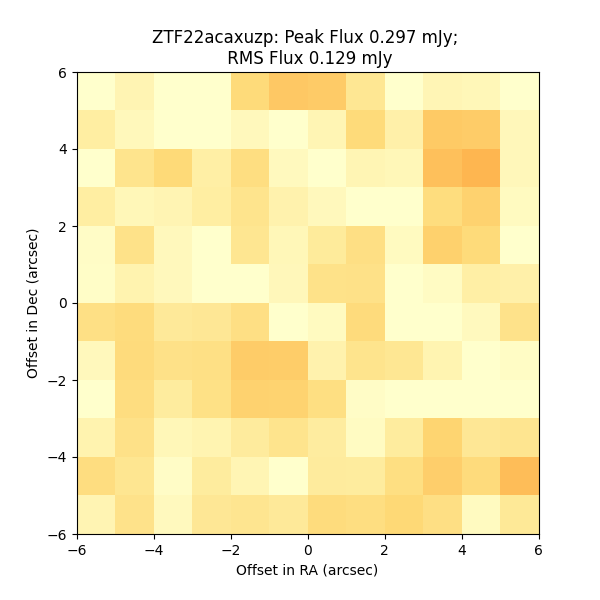 ZTF22acaxuzp: Peak Flux 0.297 mJy;
RMS Flux 0.129 mJy
6
4
2
0
−2
−4
−6
Offset in Dec (arcsec)
−6 −4 −2 0 2 4 6
Offset in RA (arcsec)